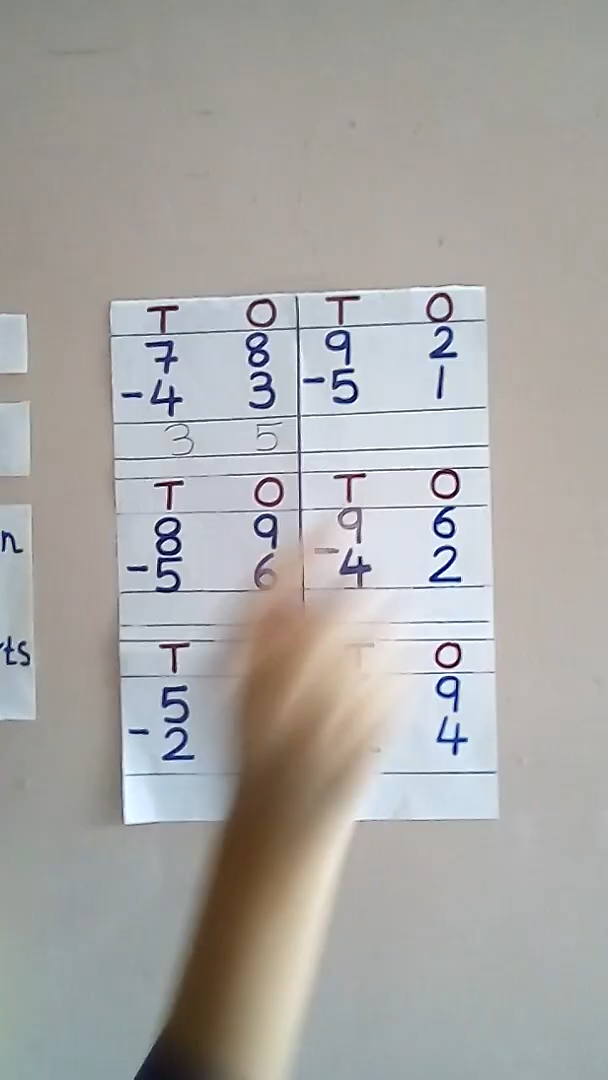 T O T O
7 8 9 2
-4 3 -5 1
3 5
T O T O
8 9 9 6
-5 6 -4 2
T T O
5 9
-2 4
n
ts